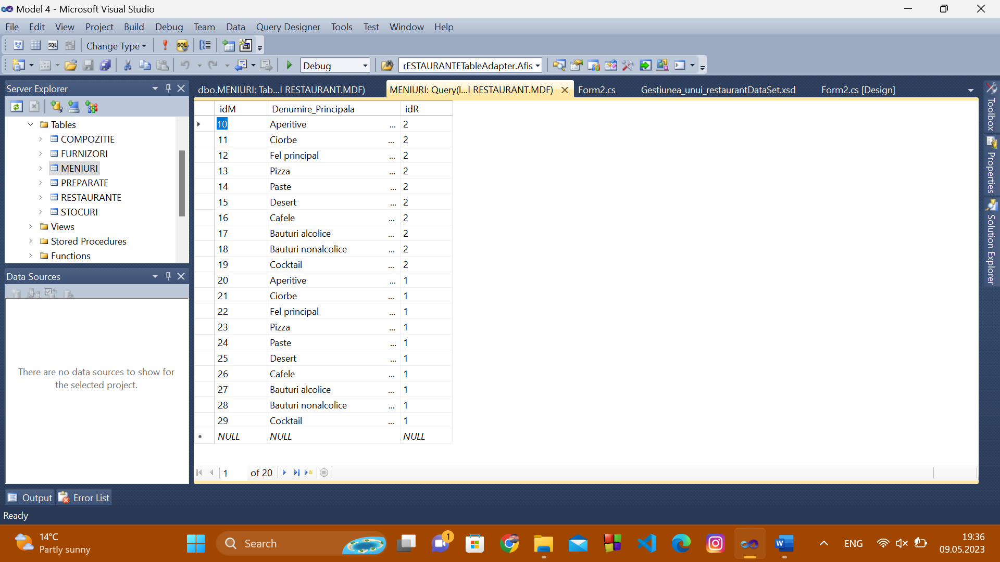 Model 4 - Microsoft Visual Studio
File Edit View Project Build Debug Team Data Query Designer Tools Test Window Help
SQL Change Type SQL
Debug rESTAURANTETableAdapter.Afis
Server Explorer
dbo.MENIURI: Tab...I RESTAURANT.MDF) MENIURI: Query(l...I RESTAURANT.MDF) Form2.cs Gestiunea_unui_restaurantDataSet.xsd Form2.cs [Design]
Tables
COMPOZITIE
FURNIZORI
MENIURI
PREPARATE
RESTAURANTE
STOCURI
Views
Stored Procedures
Functions
Data Sources
There are no data sources to show for
the selected project.
idM Denumire_Principala idR
10 Aperitive ... 2
11 Ciorbe ... 2
12 Fel principal ... 2
13 Pizza ... 2
14 Paste ... 2
15 Desert ... 2
16 Cafele ... 2
17 Bauturi alcolice ... 2
18 Bauturi nonalcolice ... 2
19 Cocktail ... 2
20 Aperitive ... 1
21 Ciorbe ... 1
22 Fel principal ... 1
23 Pizza ... 1
24 Paste ... 1
25 Desert ... 1
26 Cafele ... 1
27 Bauturi alcolice ... 1
28 Bauturi nonalcolice ... 1
29 Cocktail ... 1
NULL NULL NULL
1 of 20
Toolbox
Properties
Solution Explorer
Output Error List
Ready
14°C
Partly sunny
Search
1
W
ENG
19:36
09.05.2023